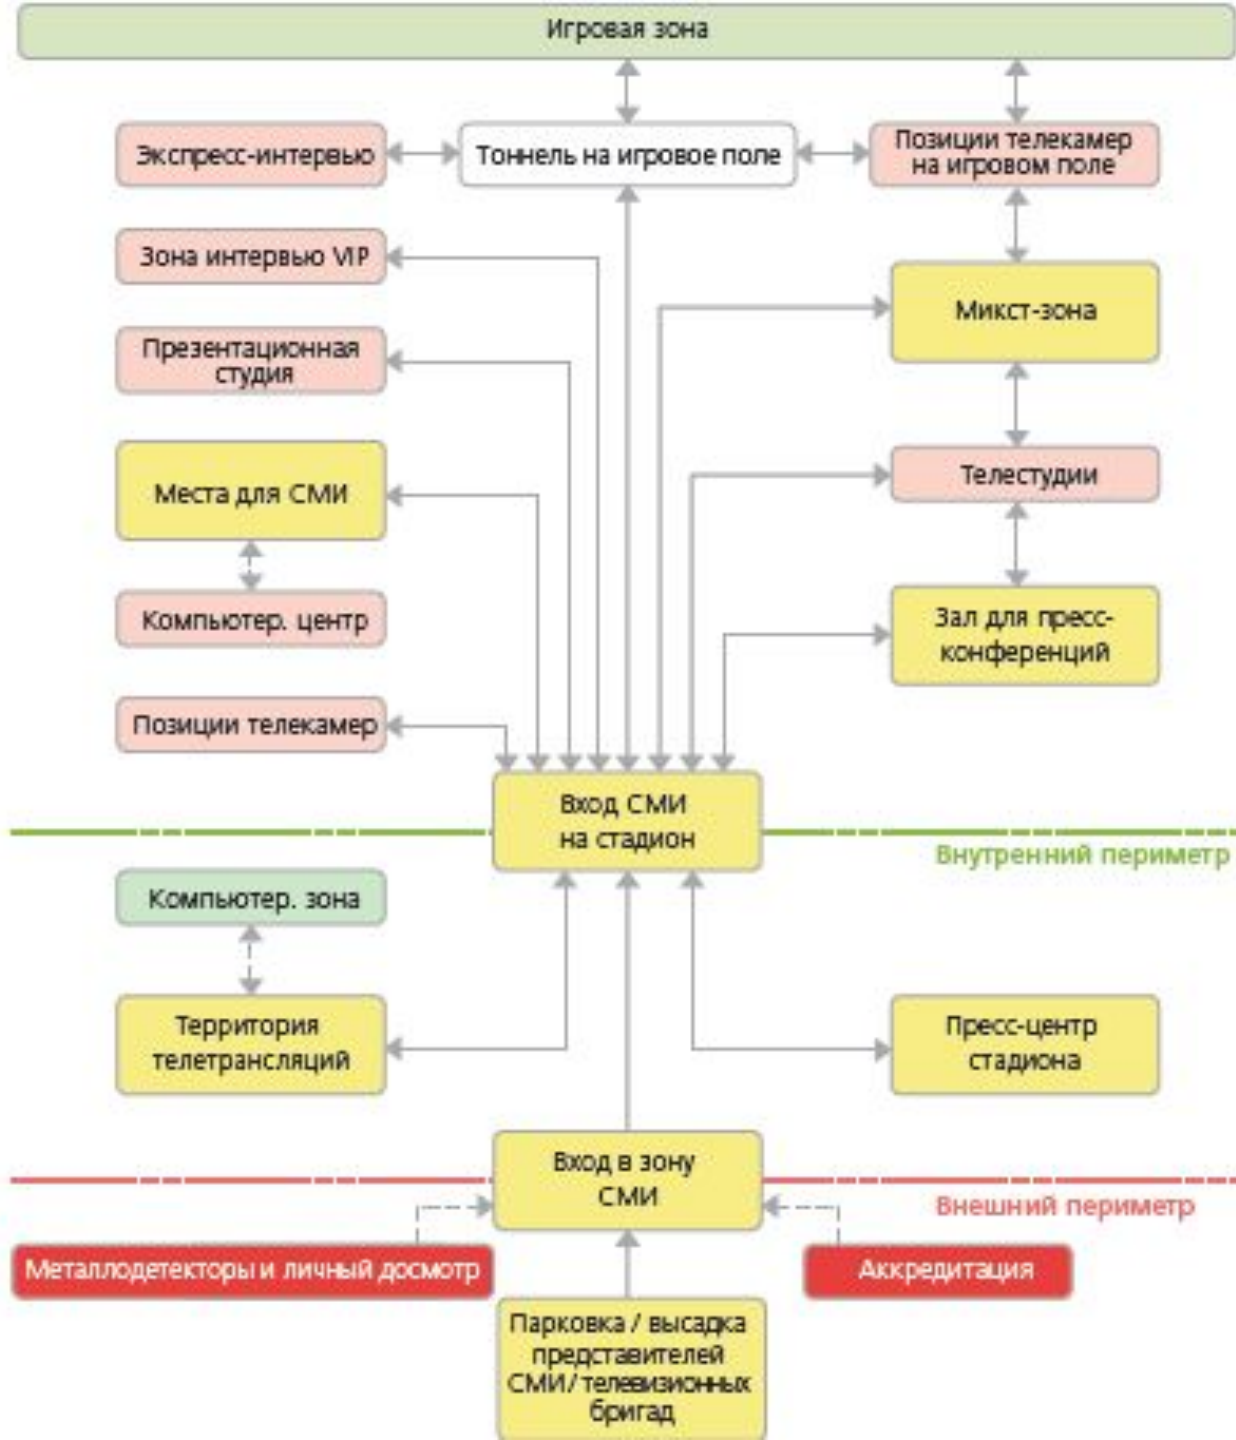 Игровая зона
Экспресс-интервью
Тоннель на игровое поле
Позиции телекамер
на игровом поле
Зона интервью VIP
Микст-зона
Презентационная
студия
Места для СМИ
Телестудии
Компьютер. центр
Зал для пресс-
конференций
Позиции телекамер
Вход СМИ
на стадион
Внутренний периметр
Компьютер. зона
Территория
телетрансляций
Пресс-центр
стадиона
Вход в зону
СМИ
Внешний периметр
Металлодетекторы и личный досмотр
Аккредитация
Парковка / высадка
представителей
СМИ / телевизионных
бригад